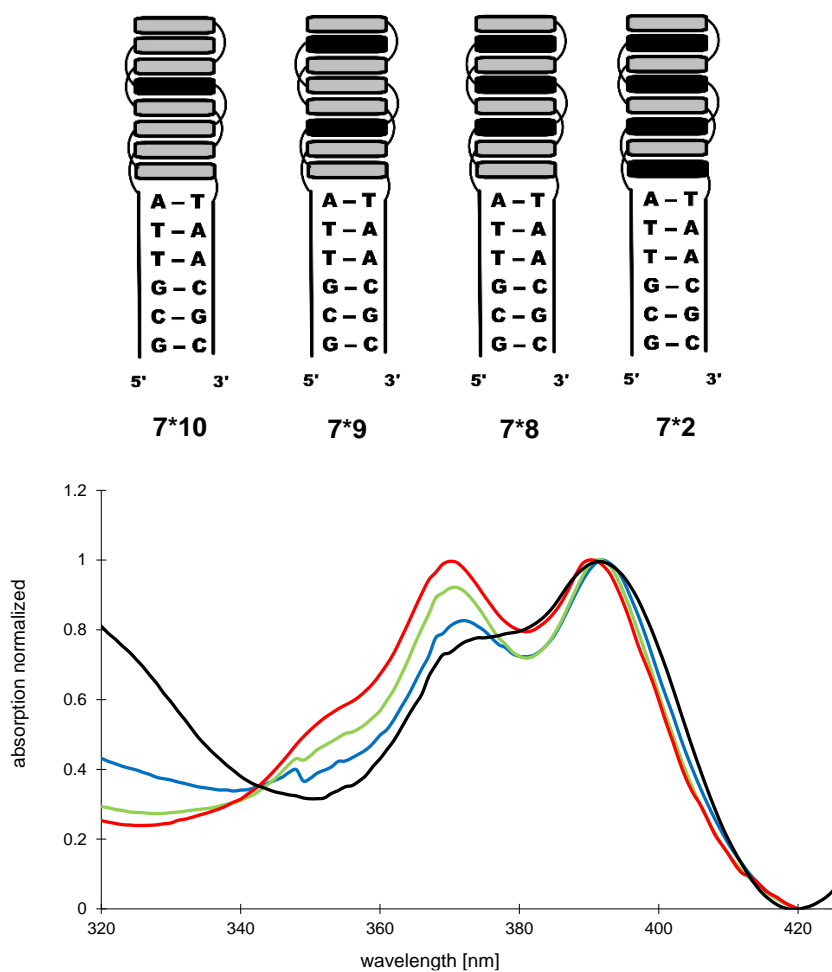 A – T A – T A – T A – T
T – A T – A T – A T – A
T – A T – A T – A T – A
G – C G – C G – C G – C
C – G C – G C – G C – G
G – C G – C G – C G – C
5' 3' 5' 3' 5' 3' 5' 3'
7*10 7*9 7*8 7*2
1.2
1
0.8
0.6
0.4
0.2
0
absorption normalized
320 340 360 380 400 420
wavelength [nm]